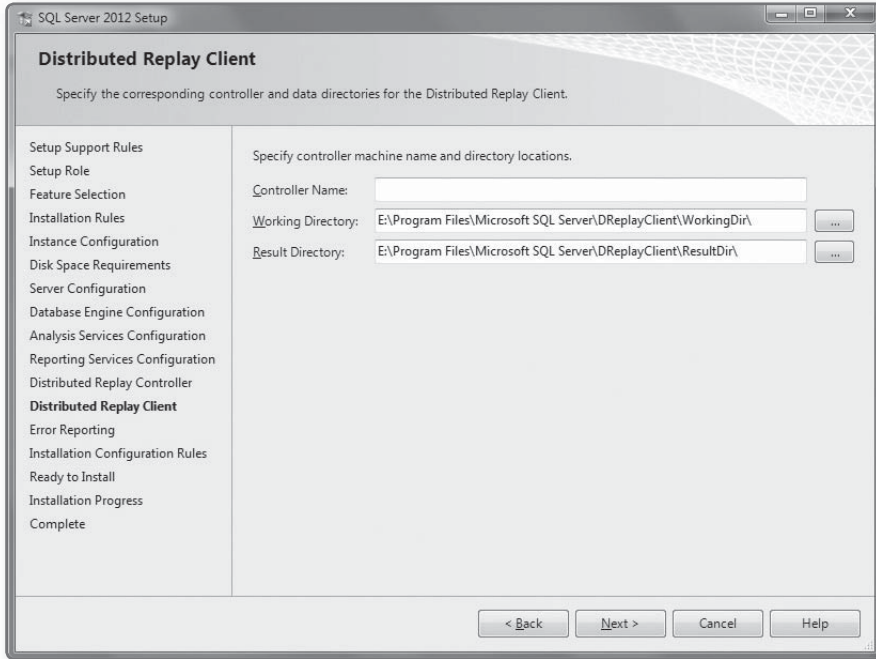 SQL Server 2012 Setup
Distributed Replay Client
Specify the corresponding controller and data directories for the Distributed Replay Client.
Setup Support Rules
Setup Role
Feature Selection
Installation Rules
Instance Configuration
Disk Space Requirements
Server Configuration
Database Engine Configuration
Analysis Services Configuration
Reporting Services Configuration
Distributed Replay Controller
Distributed Replay Client
Error Reporting
Installation Configuration Rules
Ready to Install
Installation Progress
Complete
Specify controller machine name and directory locations.
Controller Name:
Working Directory: E:\Program Files\Microsoft SQL Server\DReplayClient\WorkingDir\ ...
Result Directory: E:\Program Files\Microsoft SQL Server\DReplayClient\ResultDir\ ...
< Back Next > Cancel Help